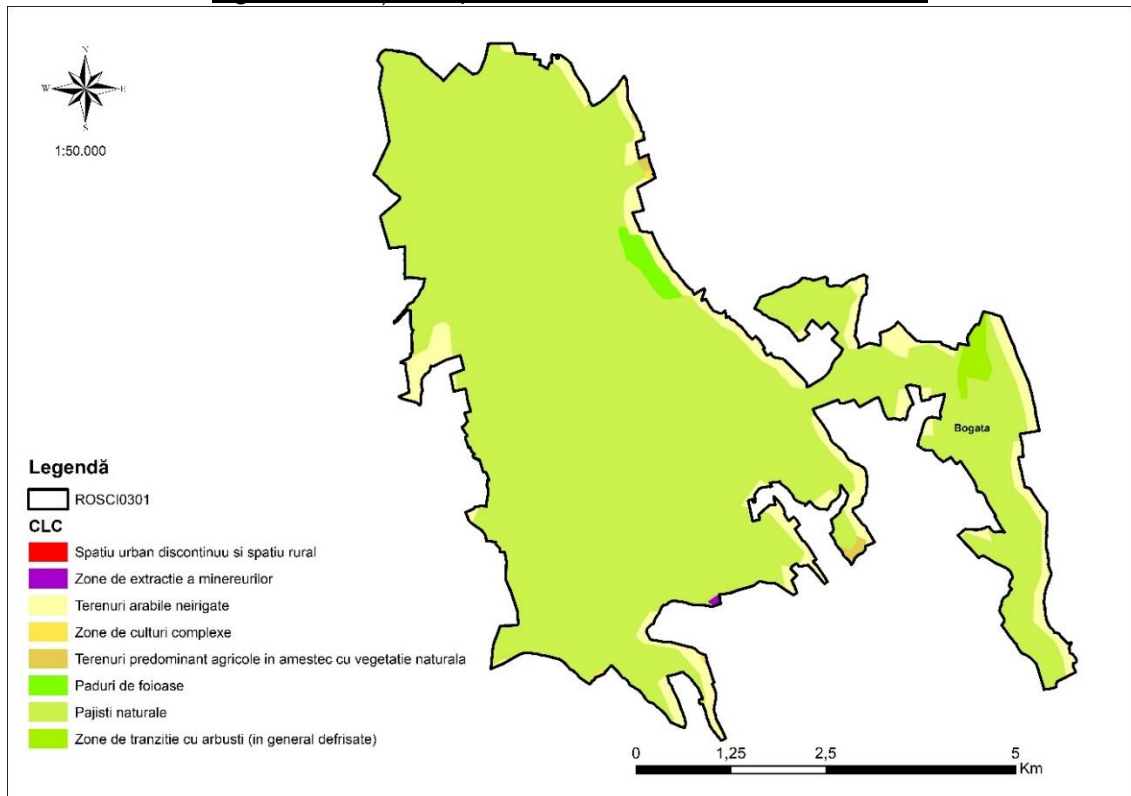 N
W E
S
1:50.000
Bogata
Legendă
ROSCI0301
CLC
Spatiu urban discontinuu si spatiu rural
Zone de extractie a minereurilor
Terenuri arabile neirigate
Zone de culturi complexe
Terenuri predominant agricole in amestec cu vegetatie naturala
Paduri de foioase
Pajisti naturale
Zone de tranzitie cu arbusti (in general defrisate)
0 1,25 2,5 5
Km